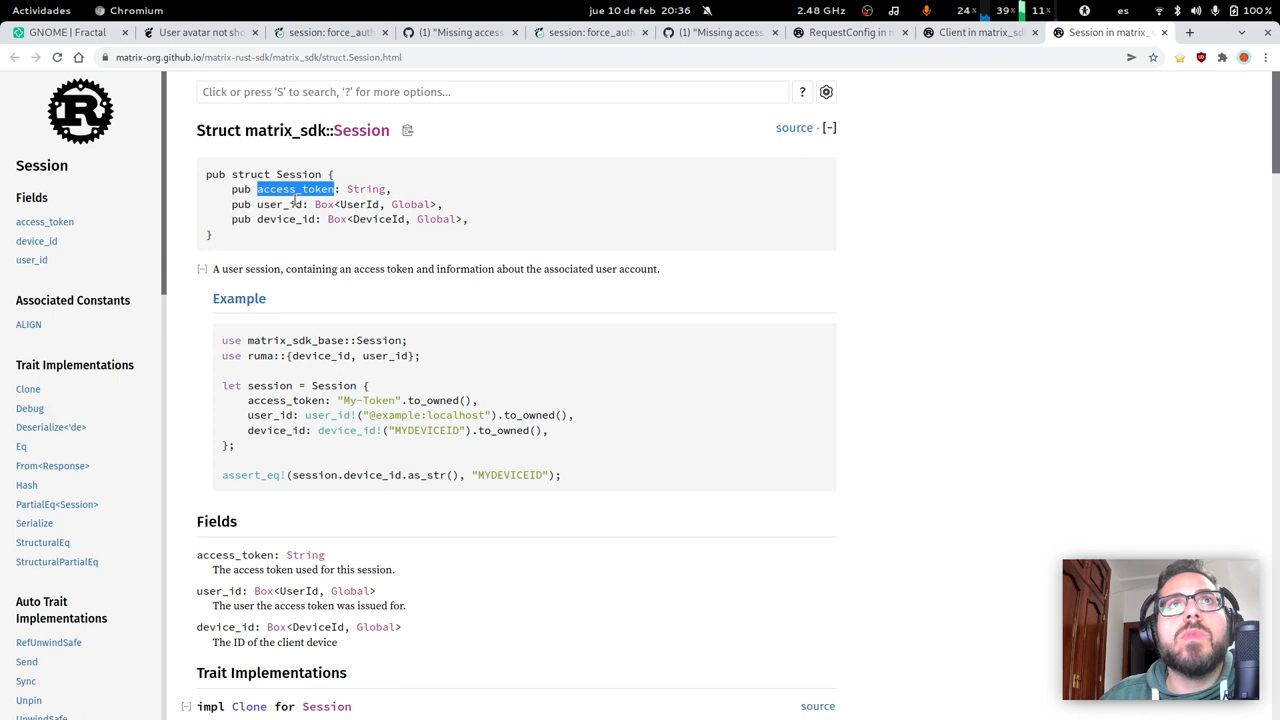 Actividades
Chromium
jue 10 de feb 20:36
2.48 GHz
24 %
39 %
11 %
es
100 %
GNOME | Fractal
User avatar not sho
session: force_auth
(1) "Missing access
session: force_auth
(1) "Missing access
RequestConfig in m
Client in matrix_sd
Session in matrix_s
matrix-org.github.io/matrix-rust-sdk/matrix_sdk/struct.Session.html
Session
Fields
access_token
device_id
user_id
Associated Constants
ALIGN
Trait Implementations
Clone
Debug
Deserialize<'de>
Eq
From<Response>
Hash
PartialEq<Session>
Serialize
StructuralEq
StructuralPartialEq
Auto Trait
Implementations
RefUnwindSafe
Send
Sync
Unpin
UnwindSafe
Click or press 'S' to search, '?' for more options...
?
Struct matrix_sdk::Session
source · [-]
pub struct Session {
pub access_token: String,
pub user_id: Box<UserId, Global>,
pub device_id: Box<DeviceId, Global>,
}
[-] A user session, containing an access token and information about the associated user account.
Example
use matrix_sdk_base::Session;
use ruma::{device_id, user_id};
let session = Session {
access_token: "My-Token".to_owned(),
user_id: user_id!("@example:localhost").to_owned(),
device_id: device_id!("MYDEVICEID").to_owned(),
};
assert_eq!(session.device_id.as_str(), "MYDEVICEID");
Fields
access_token: String
The access token used for this session.
user_id: Box<UserId, Global>
The user the access token was issued for.
device_id: Box<DeviceId, Global>
The ID of the client device
Trait Implementations
[-] impl Clone for Session
source